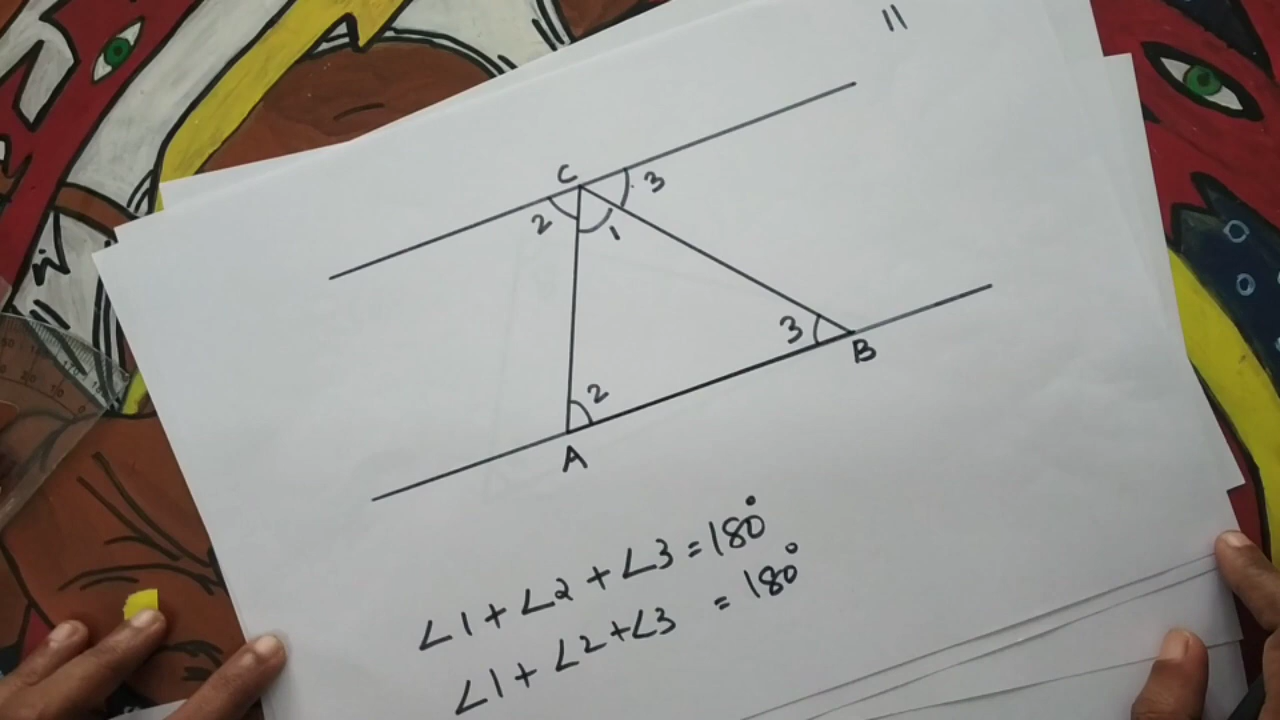 11
C
3
2
1
3
B
2
A
∠1 + ∠2 + ∠3 = 180°
∠1 + ∠2 + ∠3 = 180°